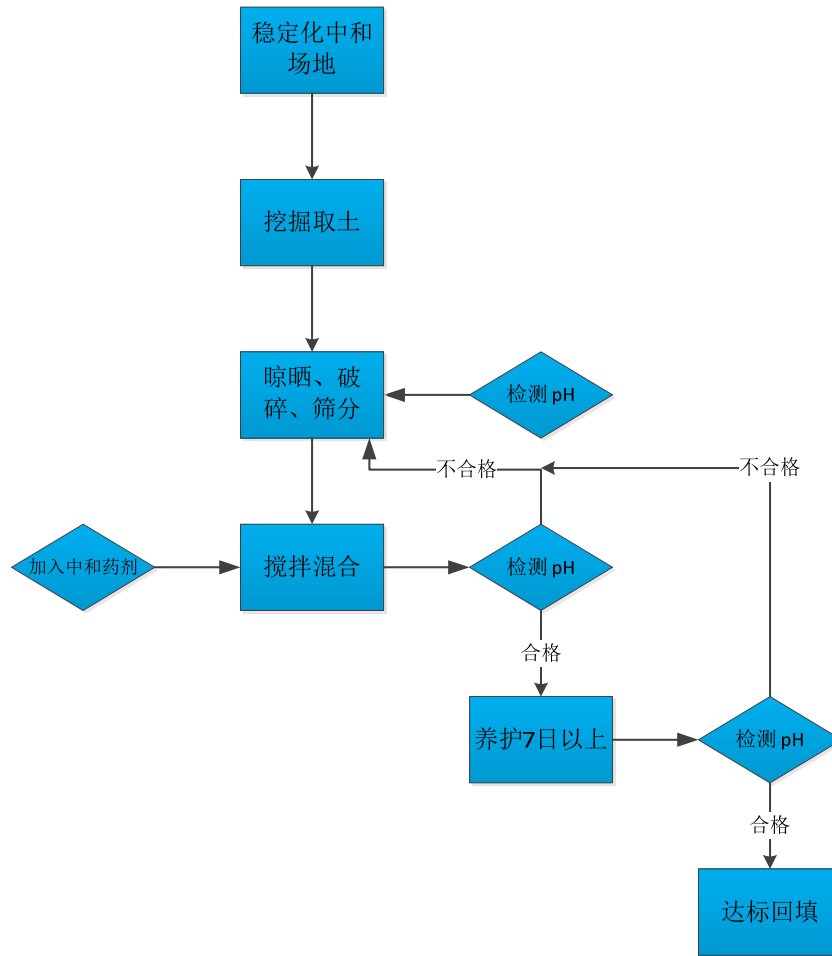 稳定化中和
场地
挖掘取土
晾晒、破
碎、筛分
检测 pH
不合格
不合格
加入中和药剂
搅拌混合
检测 pH
合格
养护7日以上
检测 pH
合格
达标回填